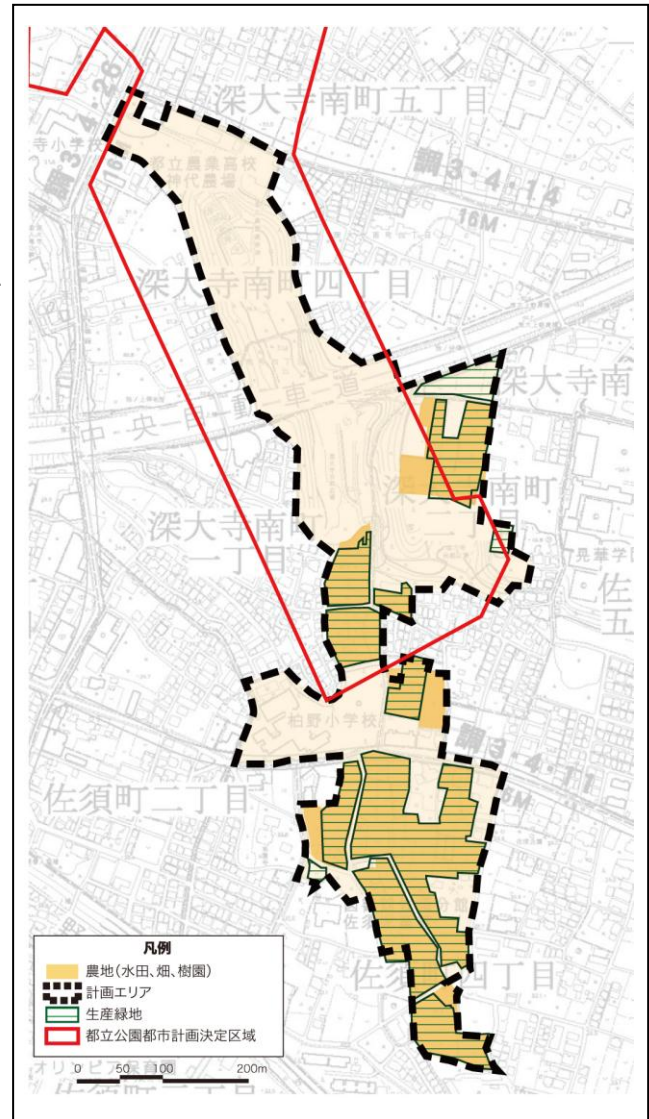 深大寺南町五丁目
調3・4・26
16M
寺小学校
都立農業高校
神代農場
調3・4・14
16M
深大寺南町四丁目
中央自動車道
深大寺南
深大寺南町
二丁目
深大寺南町
一丁目
晃華学園
佐
五
柏野小学校
調3・4・11
佐須町二丁目
佐須町四丁目
凡例
農地(水田、畑、樹園)
計画エリア
生産緑地
都立公園都市計画決定区域
0 50 100 200m